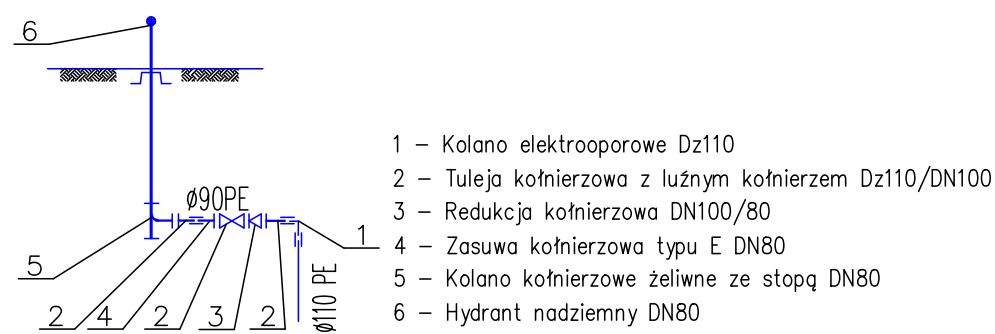 6
ø90PE
5
2
4
2
3
2
1
ø110 PE
1 – Kolano elektrooporowe Dz110
2 – Tuleja kołnierzowa z luźnym kołnierzem Dz110/DN100
3 – Redukcja kołnierzowa DN100/80
4 – Zasuwa kołnierzowa typu E DN80
5 – Kolano kołnierzowe żeliwne ze stopą DN80
6 – Hydrant nadziemny DN80